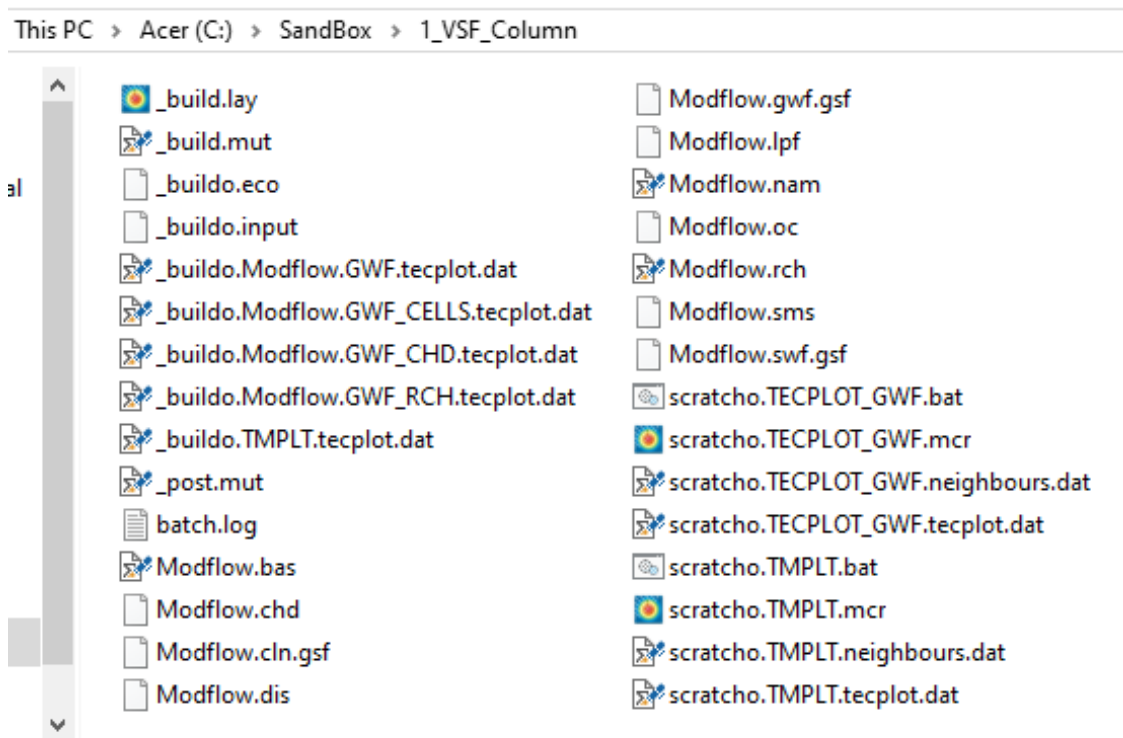 This PC > Acer (C:) > SandBox > 1_VSF_Column
al
_build.lay
_build.mut
_buildo.eco
_buildo.input
_buildo.Modflow.GWF.tecplot.dat
_buildo.Modflow.GWF_CELLS.tecplot.dat
_buildo.Modflow.GWF_CHD.tecplot.dat
_buildo.Modflow.GWF_RCH.tecplot.dat
_buildo.TMPLT.tecplot.dat
_post.mut
batch.log
Modflow.bas
Modflow.chd
Modflow.cln.gsf
Modflow.dis
Modflow.gwf.gsf
Modflow.lpf
Modflow.nam
Modflow.oc
Modflow.rch
Modflow.sms
Modflow.swf.gsf
scratcho.TECPLOT_GWF.bat
scratcho.TECPLOT_GWF.mcr
scratcho.TECPLOT_GWF.neighbours.dat
scratcho.TECPLOT_GWF.tecplot.dat
scratcho.TMPLT.bat
scratcho.TMPLT.mcr
scratcho.TMPLT.neighbours.dat
scratcho.TMPLT.tecplot.dat